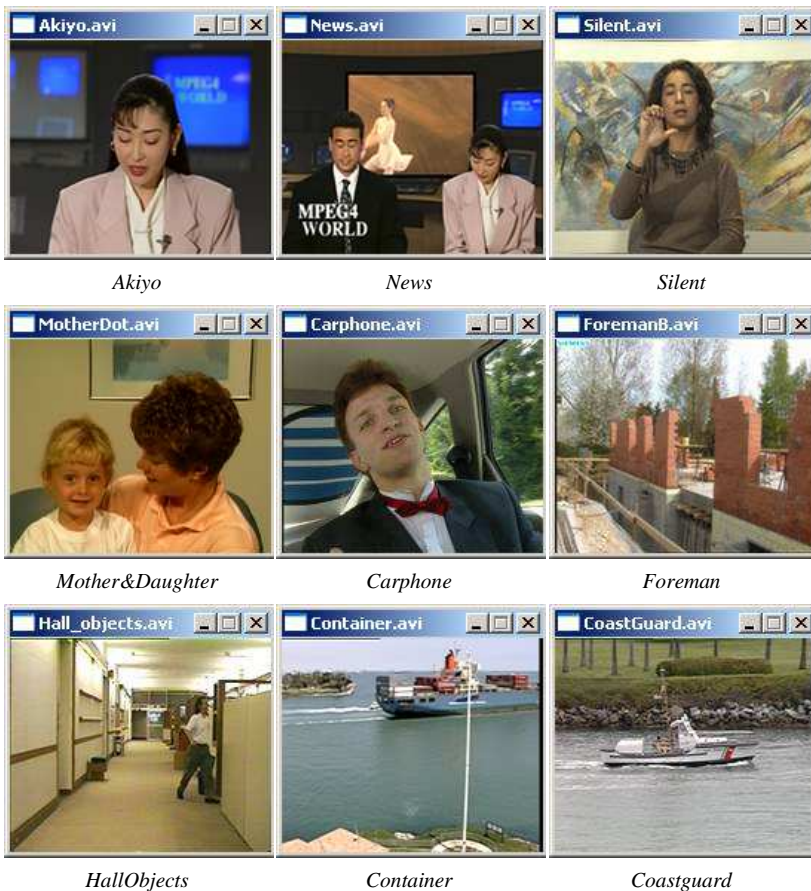 Akiyo.avi News.avi Silent.avi
MPEG4
WORLD
MPEG4
WORLD
Akiyo News Silent
MotherDot.avi Carphone.avi ForemanB.avi
SIEMENS
Mother&Daughter Carphone Foreman
Hall_objects.avi Container.avi CoastGuard.avi
HallObjects Container Coastguard